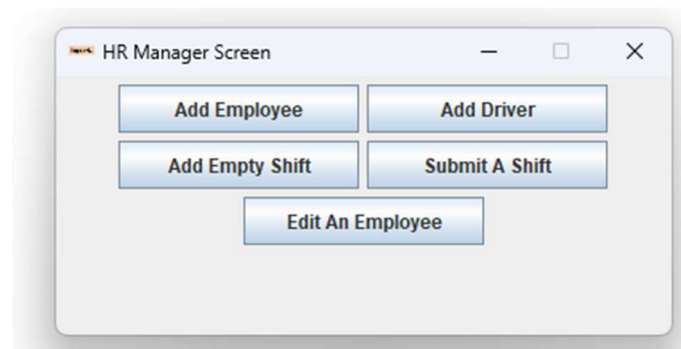 HR Manager Screen
Add Employee Add Driver
Add Empty Shift Submit A Shift
Edit An Employee